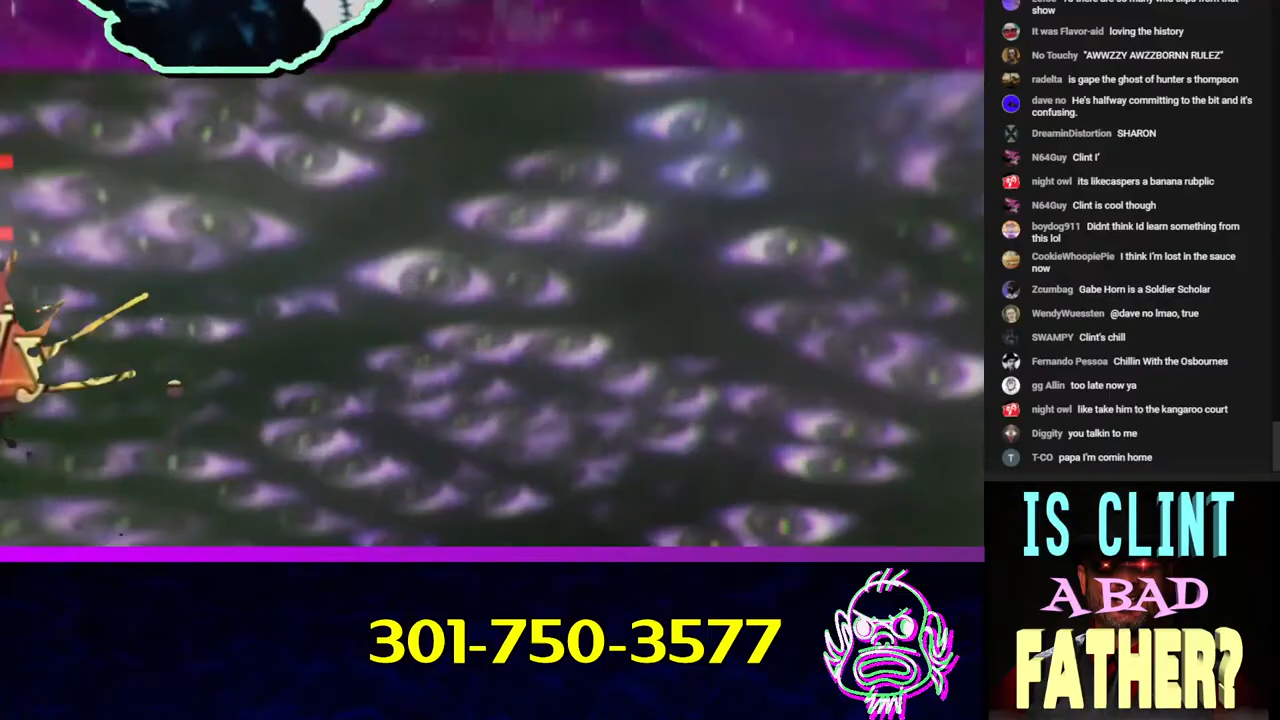 show
It was Flavor-aid loving the history
No Touchy "AWWZZY AWZZBORNN RULEZ"
radelta is gape the ghost of hunter s thompson
dave no He's halfway committing to the bit and it's
confusing.
DreaminDistortion SHARON
N64Guy Clint I'
night owl its likecaspers a banana rubplic
N64Guy Clint is cool though
boydog911 Didnt think Id learn something from
this lol
CookieWhoopiePie I think I'm lost in the sauce
now
Zcumbag Gabe Horn is a Soldier Scholar
WendyWuessten @dave no lmao, true
SWAMPY Clint's chill
Fernando Pessoa Chillin With the Osbournes
gg Allin too late now ya
night owl like take him to the kangaroo court
Diggity you talkin to me
T T-CO papa I'm comin home
IS CLINT
A BAD
FATHER?
301-750-3577